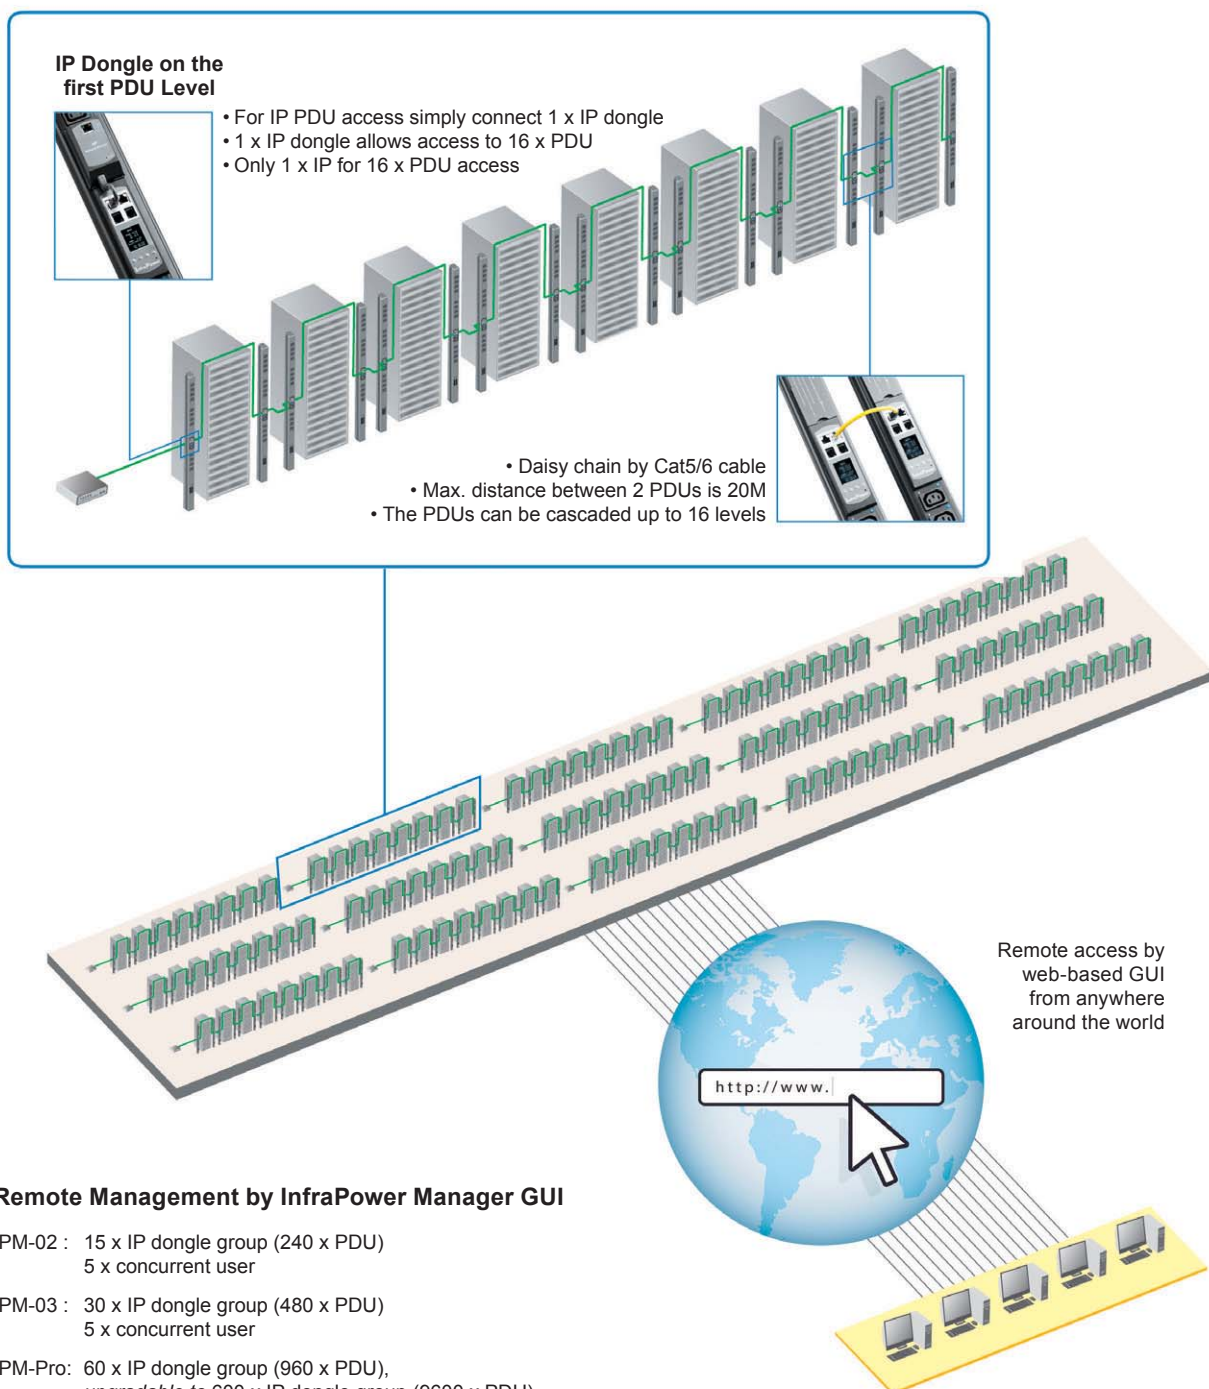 IP Dongle on the
first PDU Level
• For IP PDU access simply connect 1 x IP dongle
• 1 x IP dongle allows access to 16 x PDU
• Only 1 x IP for 16 x PDU access
• Daisy chain by Cat5/6 cable
• Max. distance between 2 PDUs is 20M
• The PDUs can be cascaded up to 16 levels
Remote access by
web-based GUI
from anywhere
around the world
http://www.
Remote Management by InfraPower Manager GUI
PM-02 : 15 x IP dongle group (240 x PDU)
5 x concurrent user
PM-03 : 30 x IP dongle group (480 x PDU)
5 x concurrent user
PM-Pro: 60 x IP dongle group (960 x PDU),